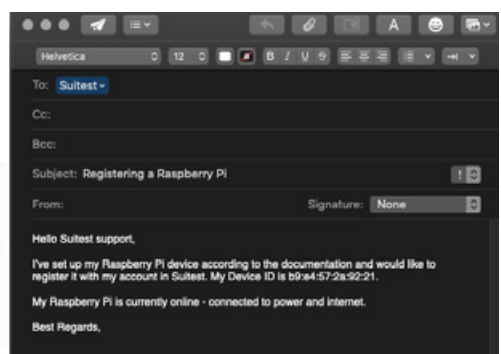 Helvetica 12 B I U S
To: Suitest
Cc:
Bcc:
Subject: Registering a Raspberry Pi !
From: Signature: None
Hello Suitest support,
I've set up my Raspberry Pi device according to the documentation and would like to
register it with my account in Suitest. My Device ID is b9:e4:57:2a:92:21.
My Raspberry Pi is currently online - connected to power and internet.
Best Regards,